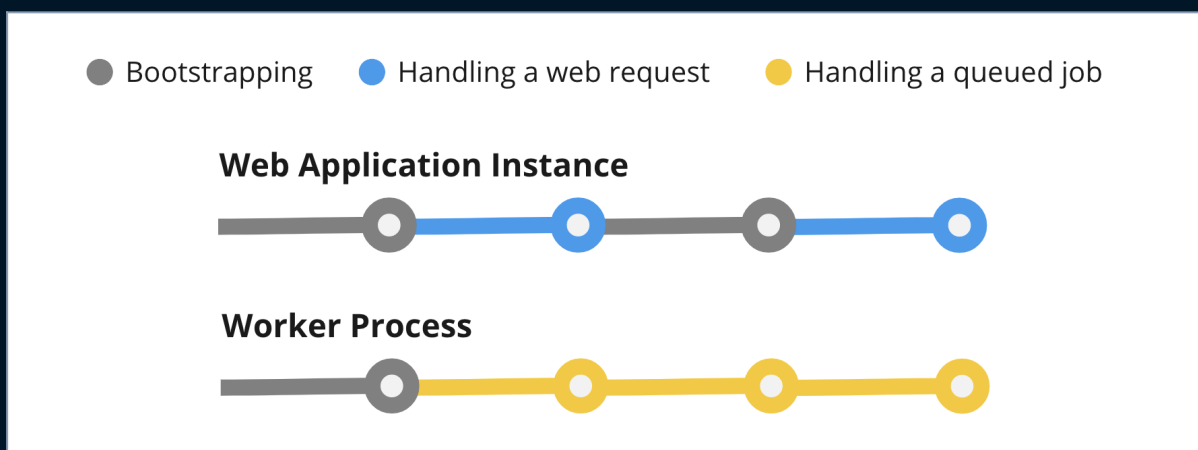 Bootstrapping Handling a web request Handling a queued job
Web Application Instance
Worker Process